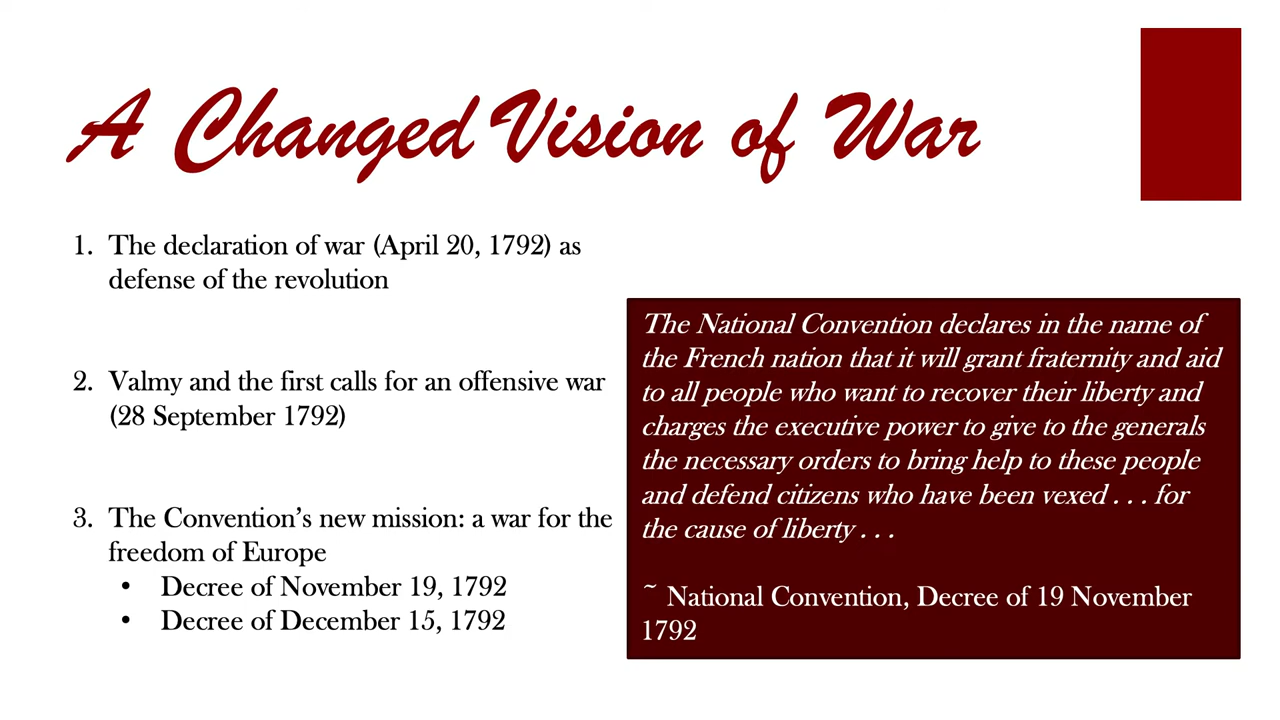 A Changed Vision of War
1. The declaration of war (April 20, 1792) as
defense of the revolution
2. Valmy and the first calls for an offensive war
(28 September 1792)
3. The Convention’s new mission: a war for the
freedom of Europe
• Decree of November 19, 1792
• Decree of December 15, 1792
The National Convention declares in the name of
the French nation that it will grant fraternity and aid
to all people who want to recover their liberty and
charges the executive power to give to the generals
the necessary orders to bring help to these people
and defend citizens who have been vexed . . . for
the cause of liberty . . .
~ National Convention, Decree of 19 November
1792